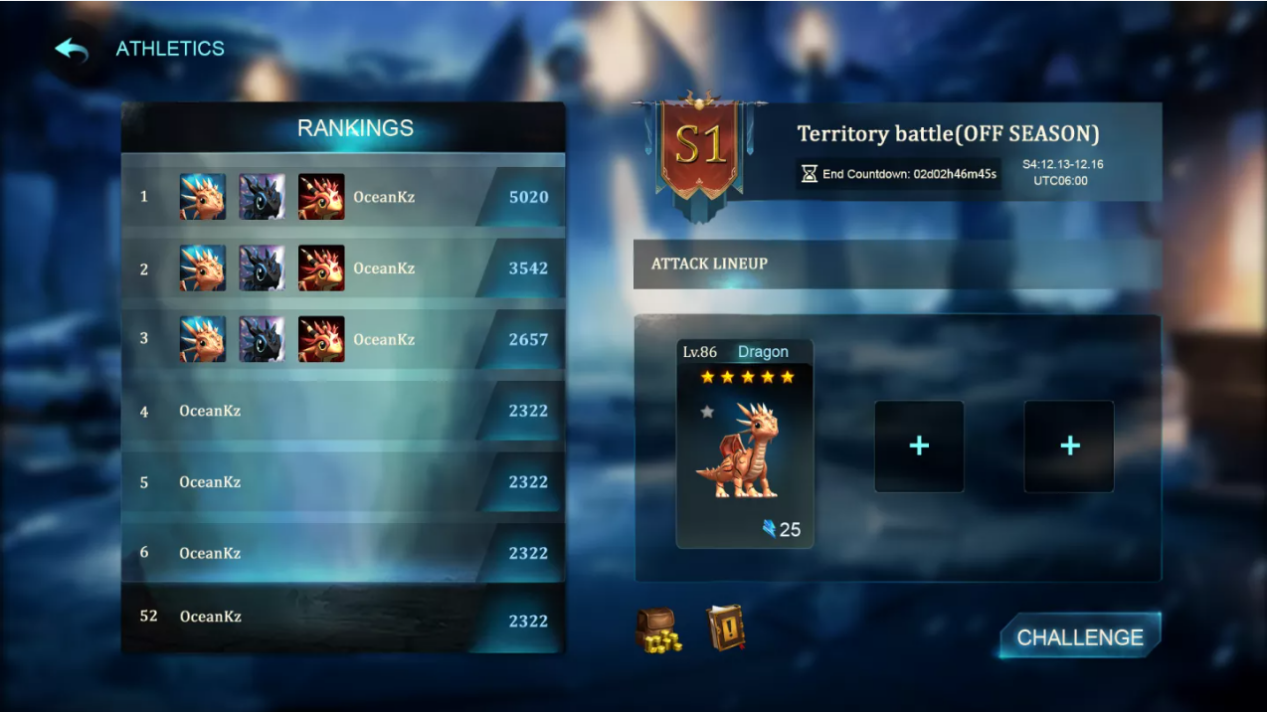 ATHLETICS
RANKINGS
1 OceanKz 5020
2 OceanKz 3542
3 OceanKz 2657
4 OceanKz 2322
5 OceanKz 2322
6 OceanKz 2322
52 OceanKz 2322
S1
Territory battle(OFF SEASON)
End Countdown: 02d02h46m45s
S4:12.13-12.16
UTC06:00
ATTACK LINEUP
Lv.86 Dragon
25
+
+
CHALLENGE